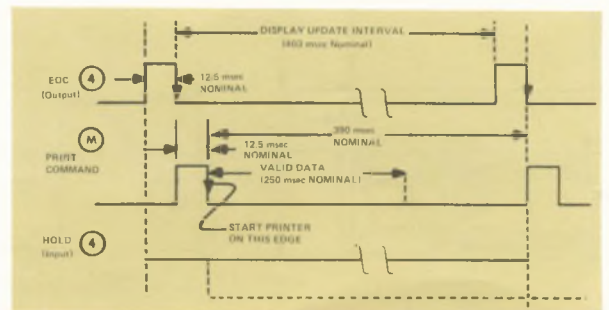 DISPLAY UPDATE INTERVAL
(403 msec Nominal)
EOC 4
(Output)
12.5 msec
NOMINAL
M
PRINT
COMMAND
390 msec
NOMINAL
12.5 msec
NOMINAL
VALID DATA
(250 msec NOMINAL)
START PRINTER
ON THIS EDGE
HOLD 4
(Input)